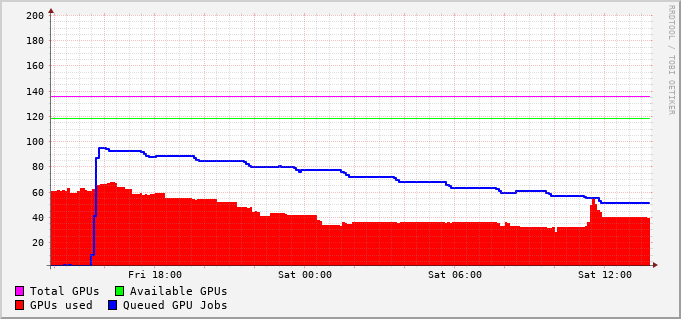 200
180
160
140
120
100
80
60
40
20
Fri 18:00 Sat 00:00 Sat 06:00 Sat 12:00
Total GPUs Available GPUs
GPUs used Queued GPU Jobs
RRDTOOL / TOBI OETIKER